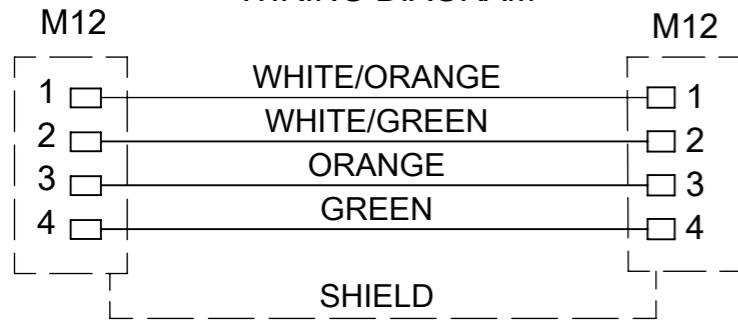 M12 M12
1 WHITE/ORANGE 1
2 WHITE/GREEN 2
3 ORANGE 3
4 GREEN 4
SHIELD